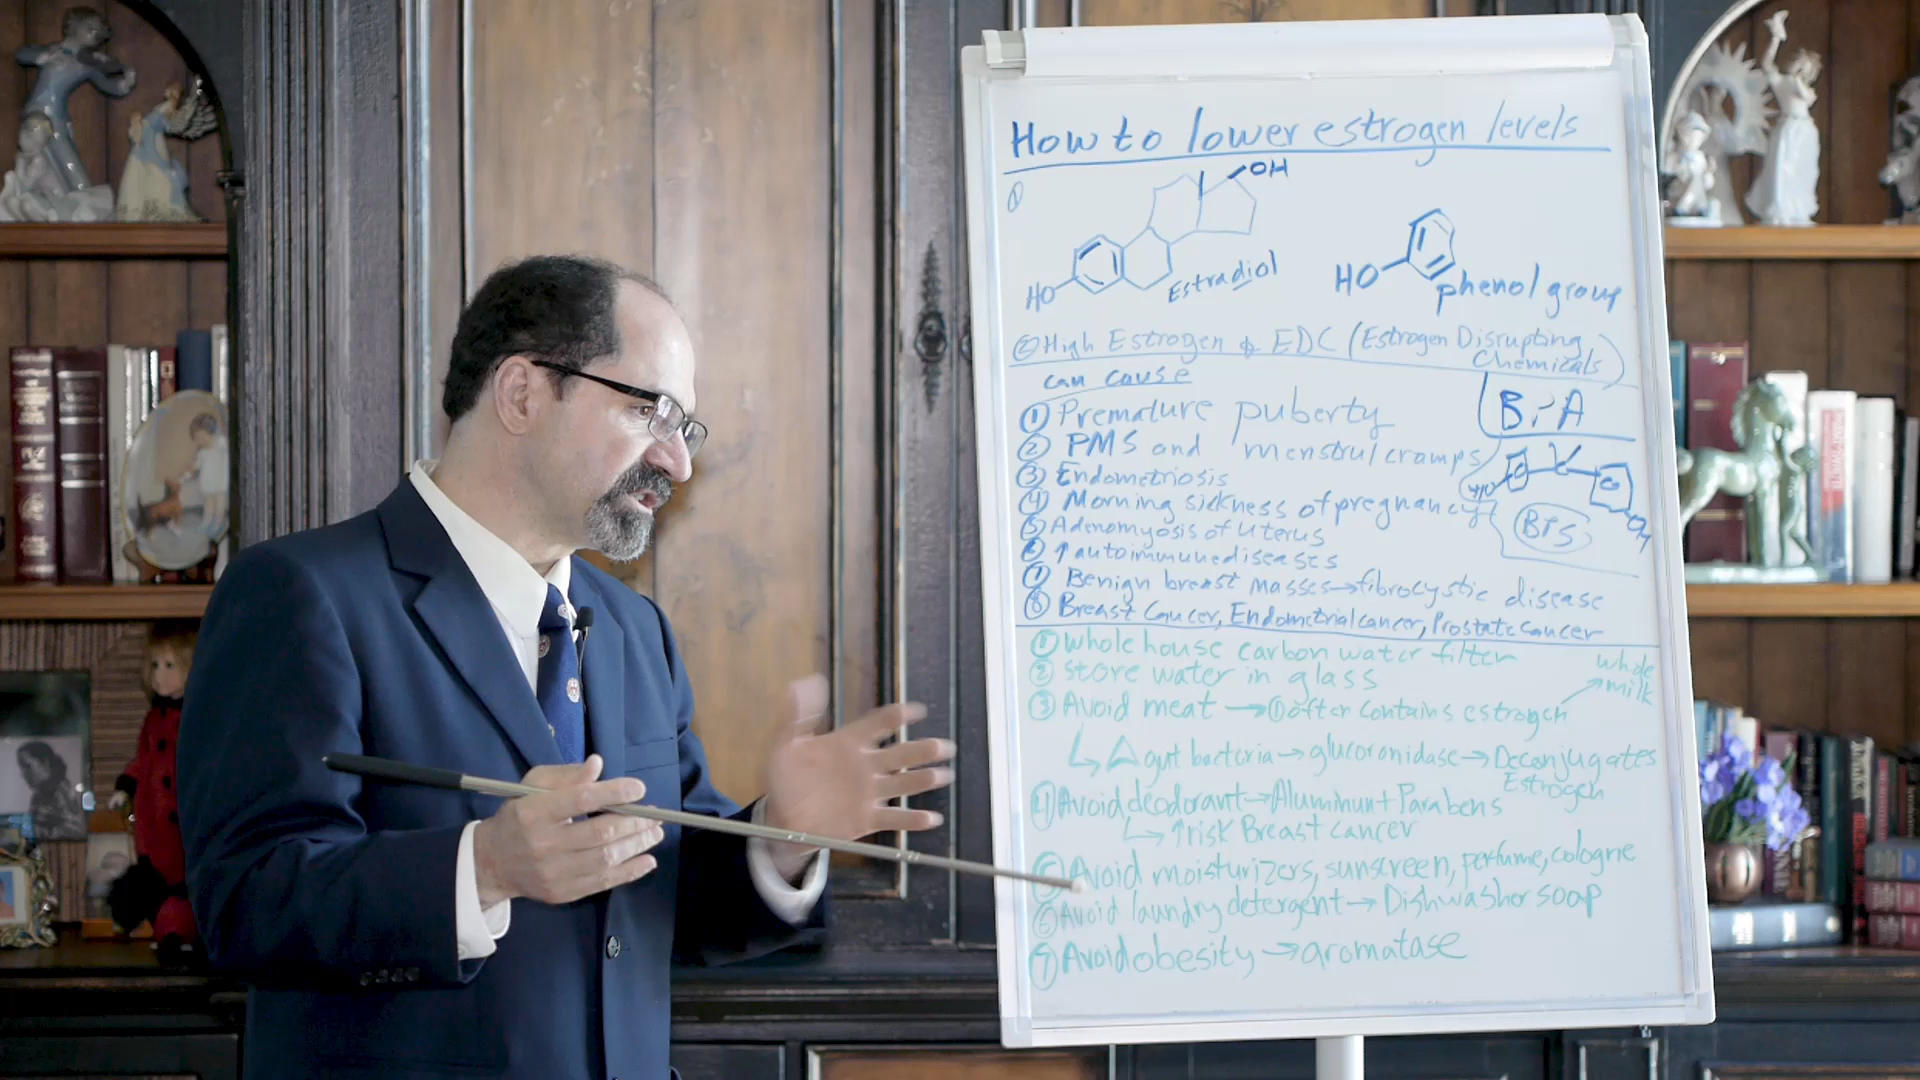 How to lower estrogen levels
①
OH
HO
Estradiol
HO
phenol group
② High Estrogen & EDC (Estrogen Disrupting
Chemicals)
can cause
① Premature puberty
② PMS and menstrul cramps
③ Endometriosis
④ Morning sickness of pregnancy
⑤ Adenomyosis of uterus
⑥ ↑ autoimmune diseases
⑦ Benign breast masses → fibrocystic disease
⑧ Breast Cancer, Endometrial cancer, Prostate cancer
BPA
HO
OH
BPS
① whole house carbon water filter
② store water in glass
③ Avoid meat → ① often contains estrogen
whole
milk
↳ Δ gut bacteria → glucoronidase → Deconjugates
Estrogen
④ Avoid deodorant → Aluminum + Parabens
↳ ↑ risk Breast cancer
⑤ Avoid moisturizers, sunscreen, perfume, cologne
⑥ Avoid laundry detergent → Dishwasher soap
⑦ Avoid obesity → aromatase